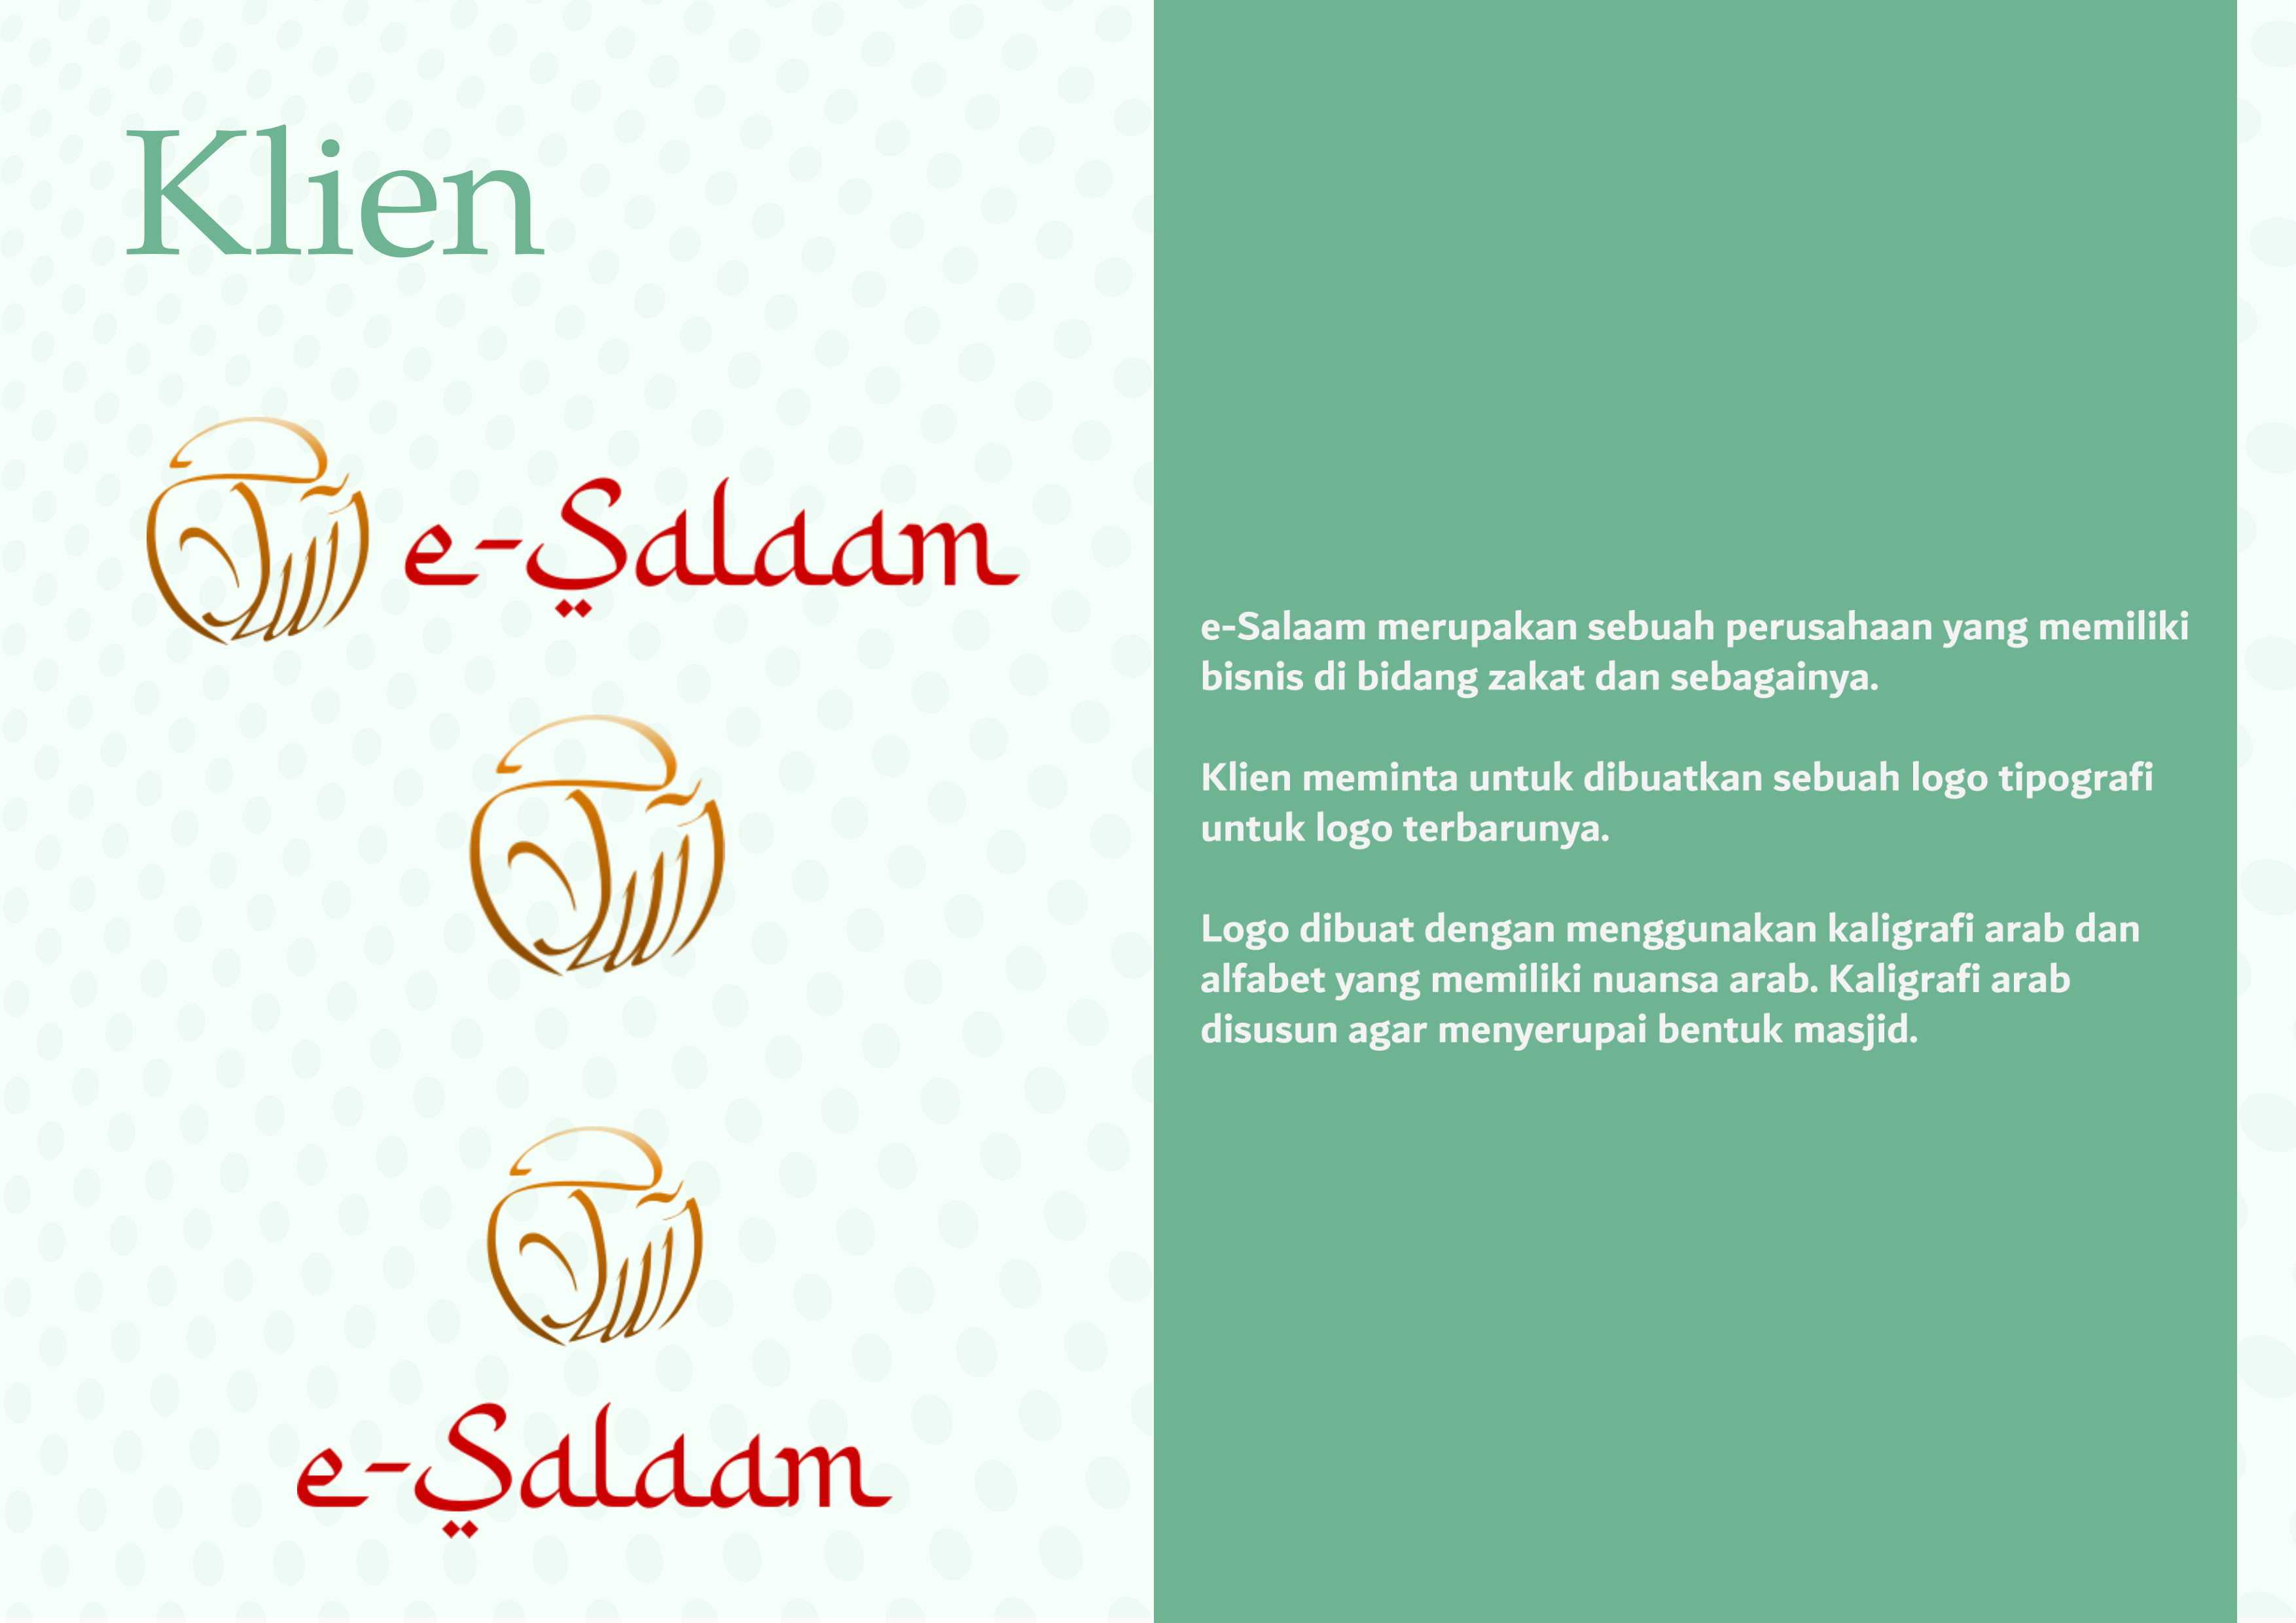 Klien
e-Salaam
e-Salaam
e-Salaam merupakan sebuah perusahaan yang memiliki
bisnis di bidang zakat dan sebagainya.
Klien meminta untuk dibuatkan sebuah logo tipografi
untuk logo terbarunya.
Logo dibuat dengan menggunakan kaligrafi arab dan
alfabet yang memiliki nuansa arab. Kaligrafi arab
disusun agar menyerupai bentuk masjid.